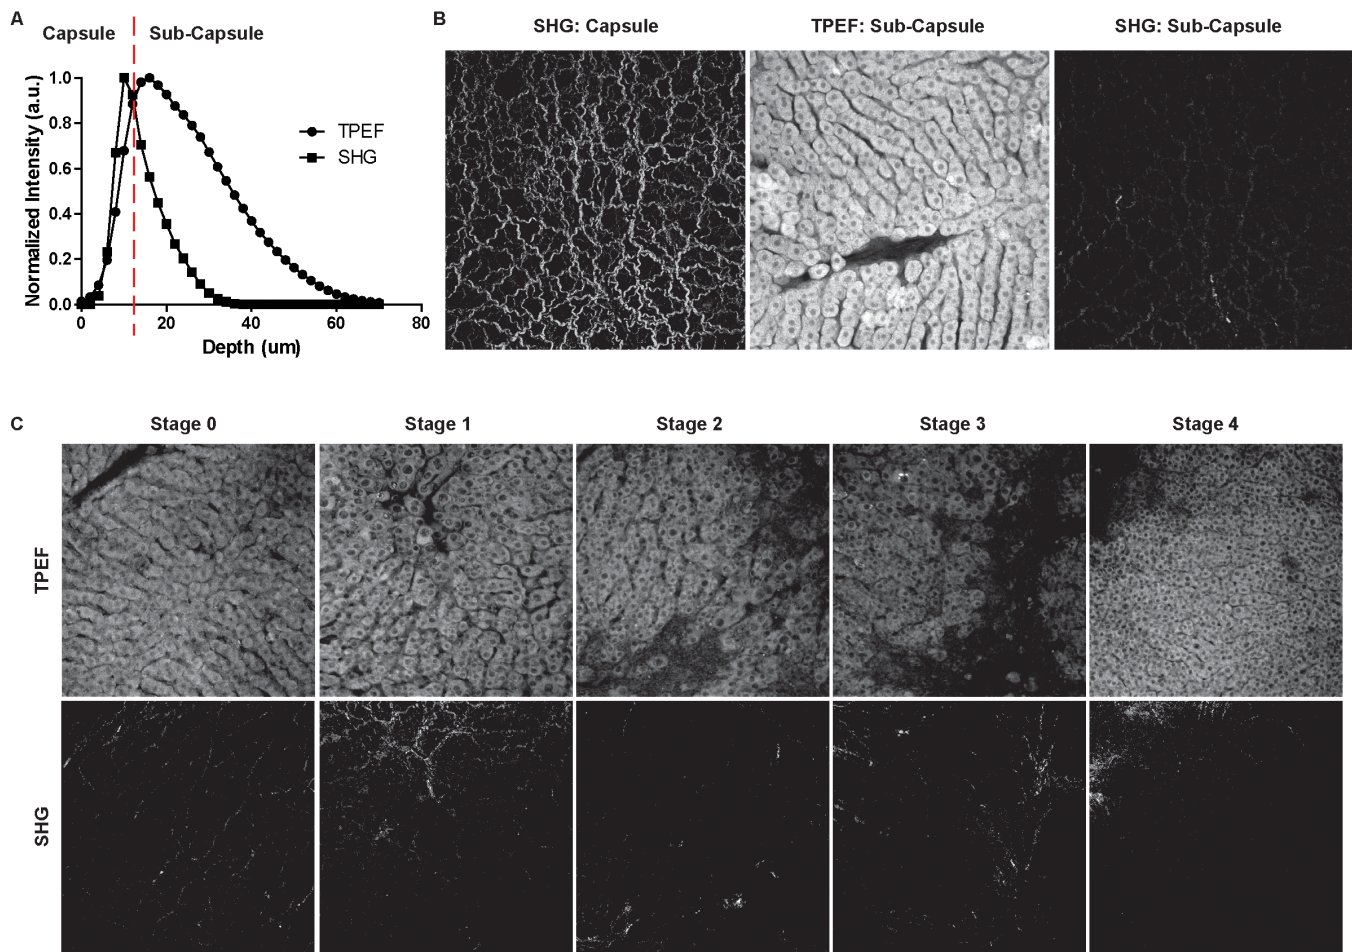 A
Capsule
Sub-Capsule
Normalized Intensity (a.u.)
1.0
0.8
0.6
0.4
0.2
0.0
0
20
40
60
80
Depth (um)
TPEF
SHG
B
SHG: Capsule
TPEF: Sub-Capsule
SHG: Sub-Capsule
C
Stage 0
Stage 1
Stage 2
Stage 3
Stage 4
TPEF
SHG